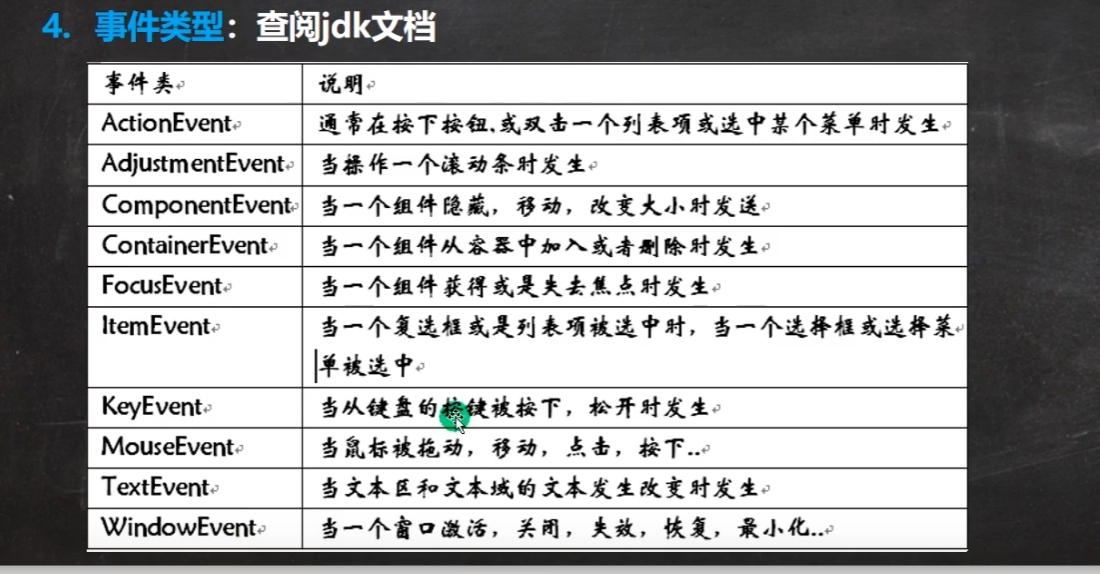 4. 事件类型：查阅jdk文档
事件类 说明
ActionEvent 通常在按下按钮,或双击一个列表项或选中某个菜单时发生
AdjustmentEvent 当操作一个滚动条时发生
ComponentEvent 当一个组件隐藏，移动，改变大小时发送
ContainerEvent 当一个组件从容器中加入或者删除时发生
FocusEvent 当一个组件获得或是失去焦点时发生
ItemEvent 当一个复选框或是列表项被选中时，当一个选择框或选择菜
单被选中
KeyEvent 当从键盘的按键被按下，松开时发生
MouseEvent 当鼠标被拖动，移动，点击，按下..
TextEvent 当文本区和文本域的文本发生改变时发生
WindowEvent 当一个窗口激活，关闭，失效，恢复，最小化..